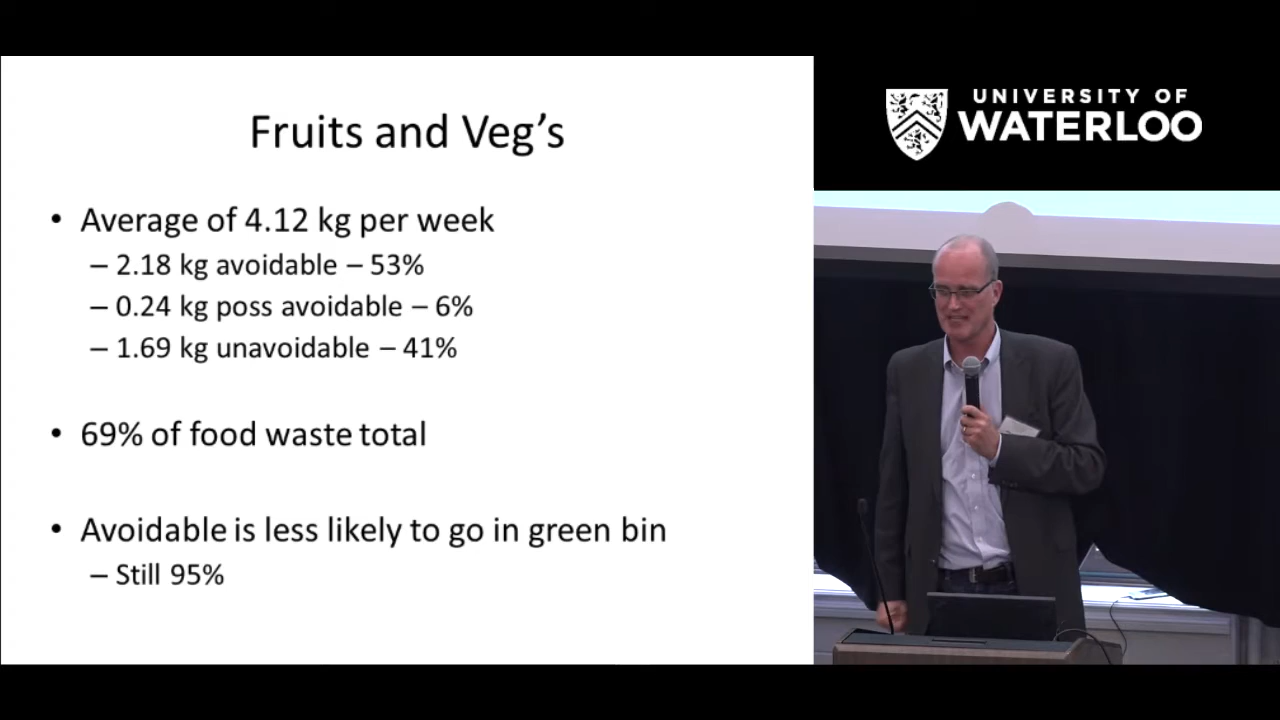 Fruits and Veg's
• Average of 4.12 kg per week
– 2.18 kg avoidable – 53%
– 0.24 kg poss avoidable – 6%
– 1.69 kg unavoidable – 41%
• 69% of food waste total
• Avoidable is less likely to go in green bin
– Still 95%
UNIVERSITY OF
WATERLOO